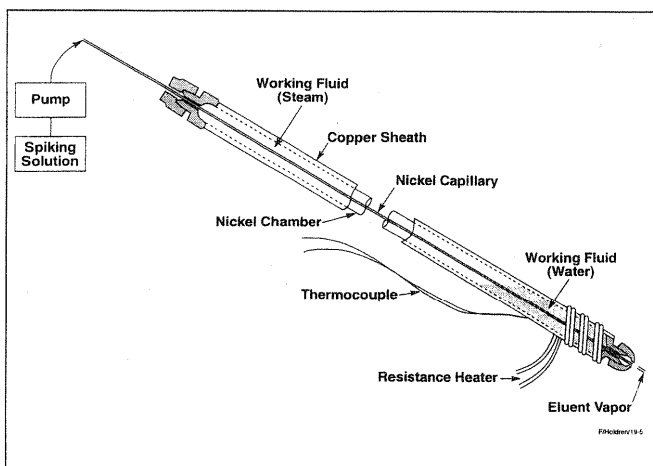 Pump
Spiking
Solution
Working Fluid
(Steam)
Copper Sheath
Nickel Capillary
Nickel Chamber
Working Fluid
(Water)
Thermocouple
Resistance Heater
Eluent Vapor
F/Holdren/19-5